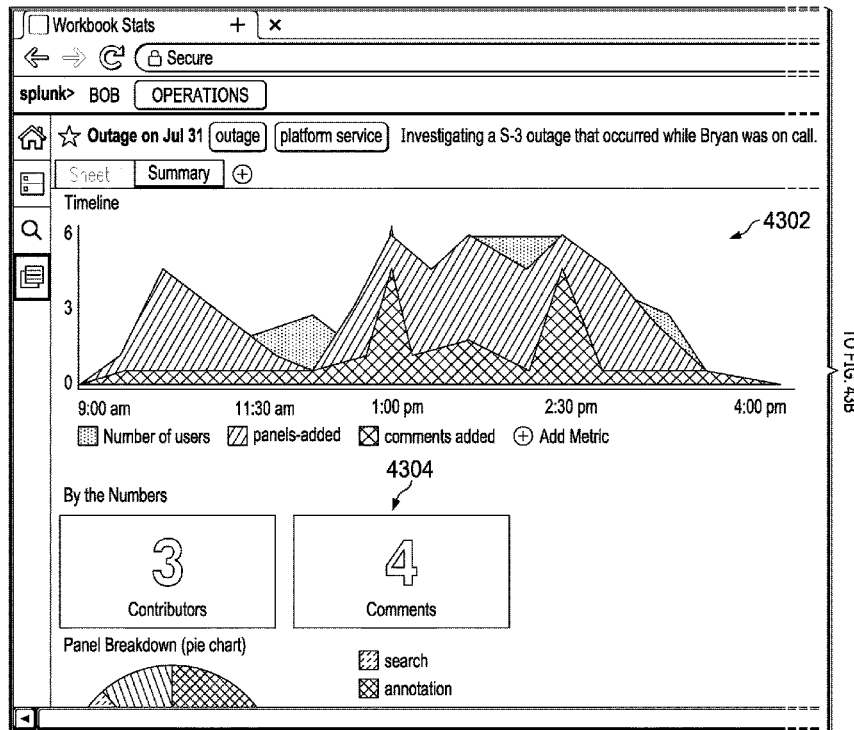 Workbook Stats + ×
Secure
splunk> BOB OPERATIONS
Outage on Jul 31 outage platform service Investigating a S-3 outage that occurred while Bryan was on call.
Sheet Summary +
Timeline
6
4302
3
0
9:00 am 11:30 am 1:00 pm 2:30 pm 4:00 pm
Number of users panels-added comments added + Add Metric
4304
By the Numbers
3 4
Contributors Comments
Panel Breakdown (pie chart)
search
annotation
TO FIG. 43B